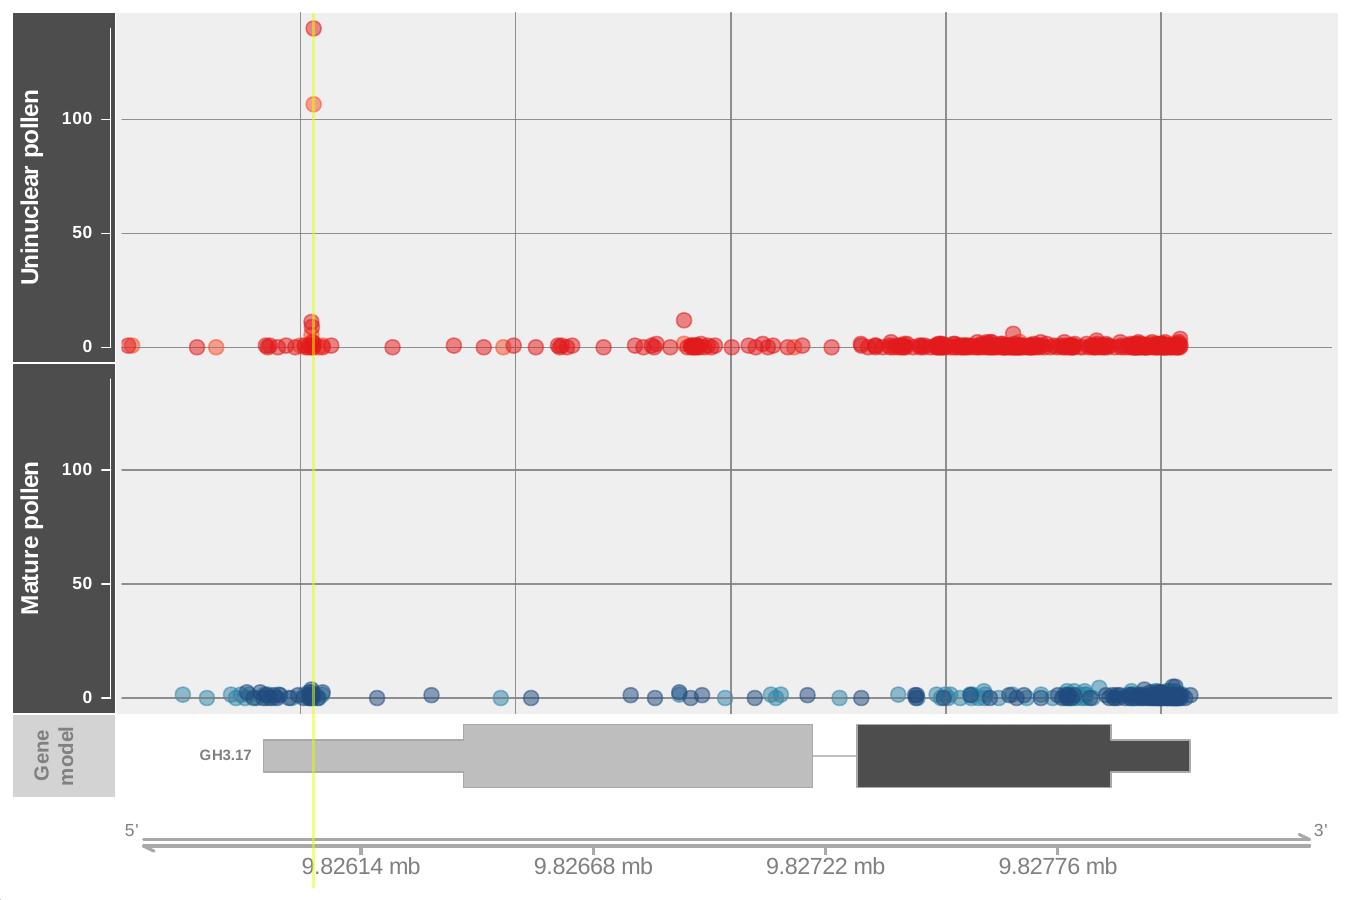 Uninuclear pollen
100
50
0
Mature pollen
100
50
0
Gene
model
GH3.17
5'
3'
9.82614 mb
9.82668 mb
9.82722 mb
9.82776 mb